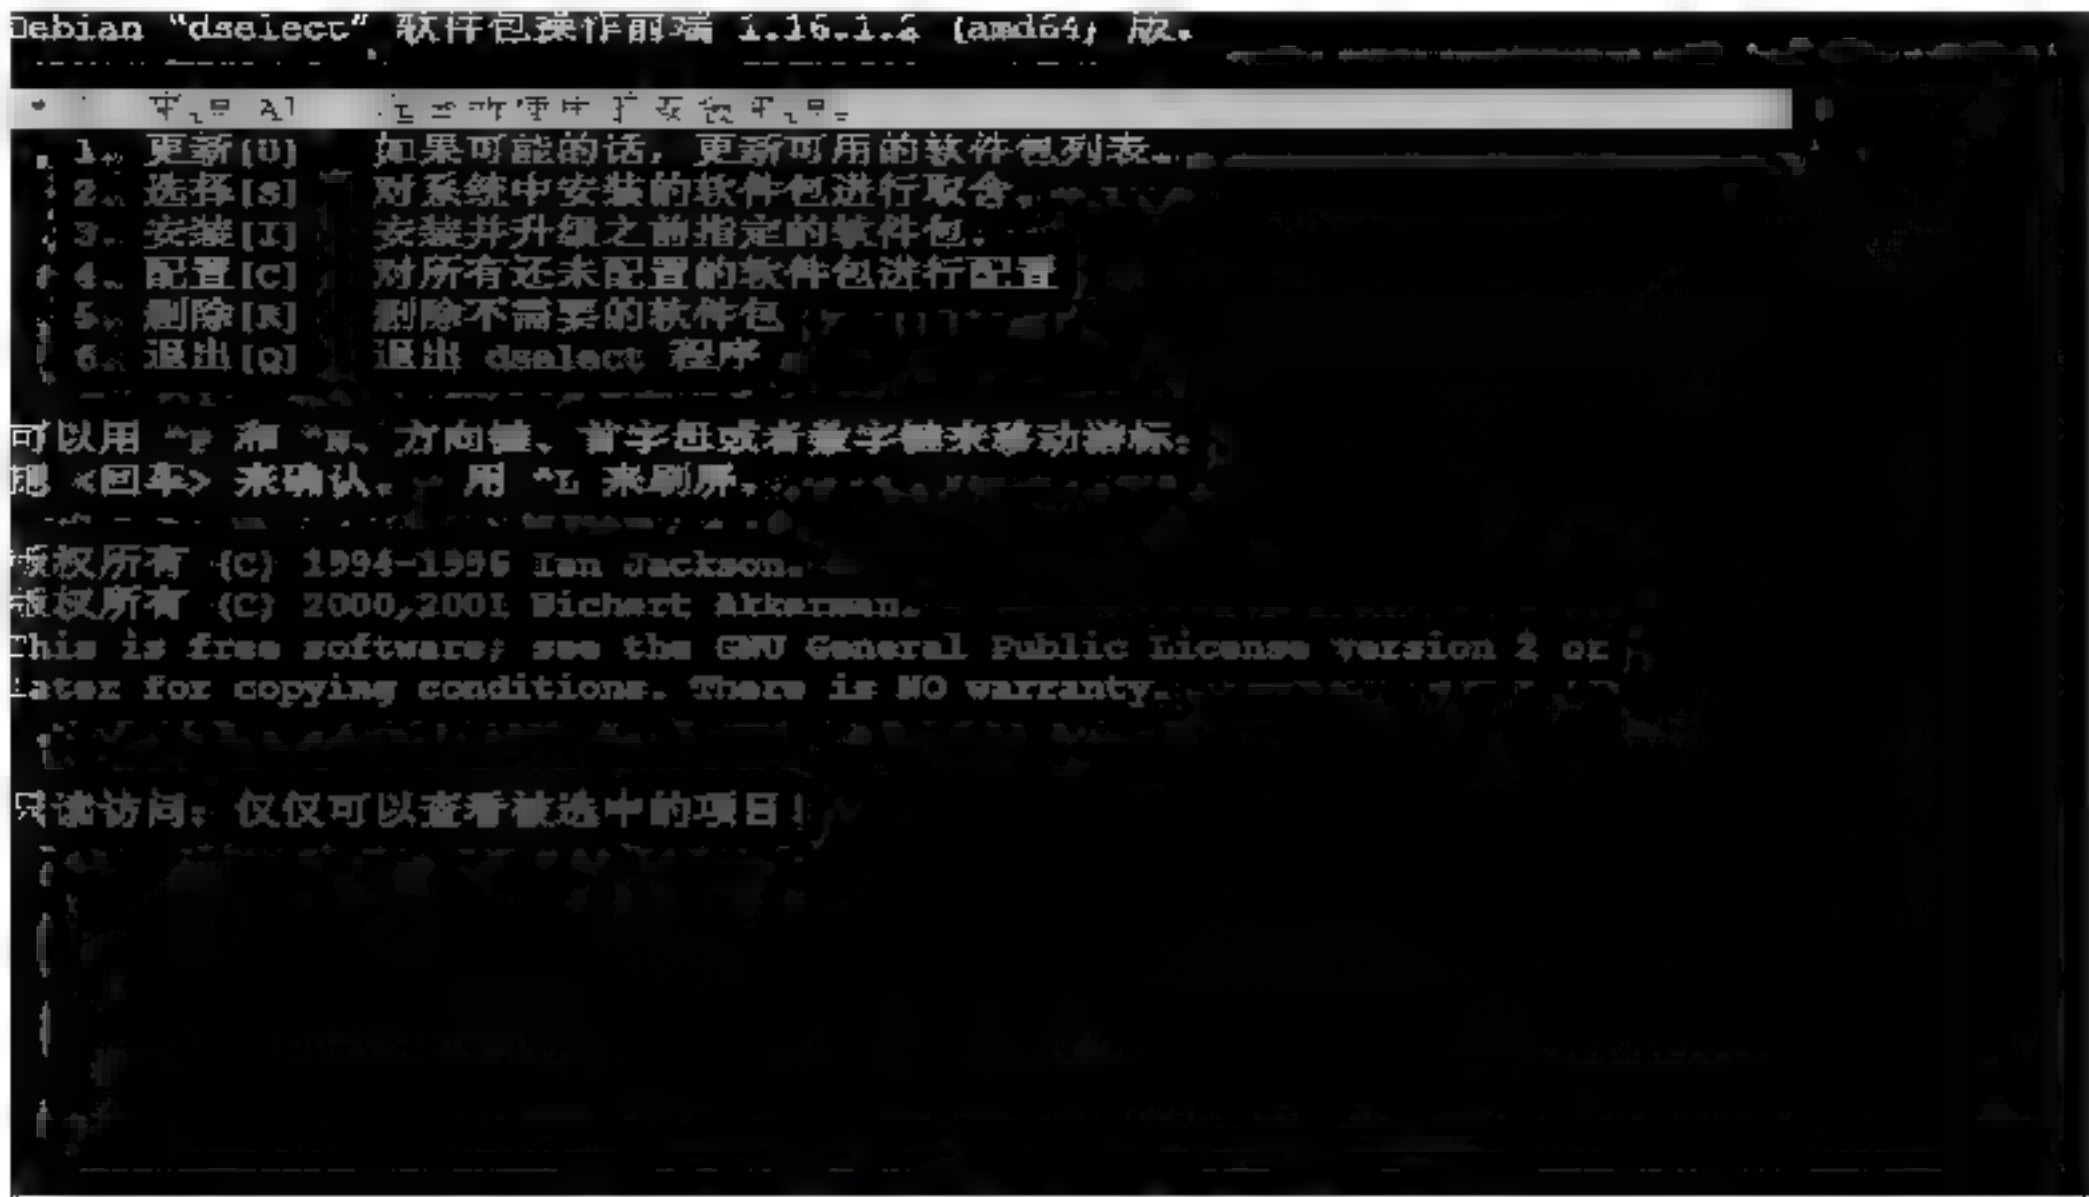 Debian "dselect" 软件包操作前端 1.16.1.2 (amd64) 版。
1. 更新[U] 如果可能的话，更新可用的软件包列表。
2. 选择[S] 对系统中安装的软件包进行取舍。
3. 安装[I] 安装并升级之前指定的软件包。
4. 配置[C] 对所有还未配置的软件包进行配置
5. 删除[R] 删除不需要的软件包
6. 退出[Q] 退出 dselect 程序
可以用 ^P 和 ^N、方向键、首字母或者数字键来移动游标；
<回车> 来确认。 用 ^L 来刷屏。
版权所有 (C) 1994-1996 Ian Jackson.
版权所有 (C) 2000,2001 Wichert Akkerman.
This is free software; see the GNU General Public License version 2 or
later for copying conditions. There is NO warranty.
只读访问：仅仅可以查看被选中的项目！